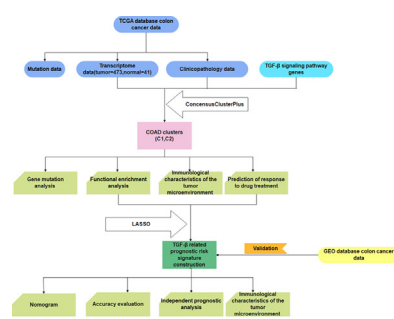 TCGA database colon
cancer data
Mutation data
Transcriptome
data(tumor=473,normal=41)
Clinicopathology data
TGF-β signaling pathway
genes
ConcensusClusterPlus
COAD clusters
(C1,C2)
Gene mutation
analysis
Functional enrichment
analysis
Immunological
characteristics of the
tumor
microenvironment
Prediction of response
to drug treatment
LASSO
TGF-β related
prognostic risk
signature
construction
Validation
GEO database colon cancer
data
Nomogram
Accuracy evaluation
Independent prognostic
analysis
Immunological
characteristics of the
tumor
microenvironment